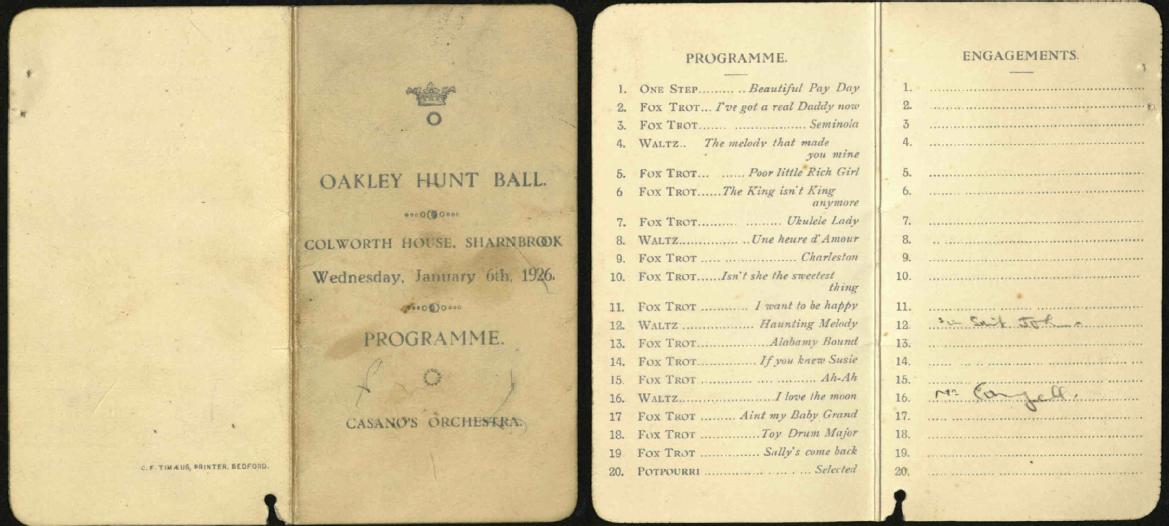 OAKLEY HUNT BALL.
COLWORTH HOUSE, SHARNBROOK
Wednesday, January 6th, 1926.
PROGRAMME.
CASANO'S ORCHESTRA.
C. F. TIMÆUS, PRINTER, BEDFORD.
PROGRAMME.
1. ONE STEP.......... Beautiful Pay Day
2. FOX TROT... I've got a real Daddy now
3. FOX TROT...... .................. Seminola
4. WALTZ.. The melody that made
you mine
5. FOX TROT... ...... Poor little Rich Girl
6 FOX TROT......The King isn't King
anymore
7. FOX TROT............ .......... Ukulele Lady
8. WALTZ.................Une heure d'Amour
9. FOX TROT ..... .................. Charleston
10. FOX TROT......Isn't she the sweetest
thing
11. FOX TROT ........... I want to be happy
12. WALTZ ................. Haunting Melody
13. FOX TROT...................Alabamy Bound
14. FOX TROT .............. If you knew Susie
15. FOX TROT ........ .... ............ Ah-Ah
16. WALTZ.....................I love the moon
17 FOX TROT ......... Aint my Baby Grand
18. FOX TROT ..............Toy Drum Major
19 FOX TROT ..............Sally's come back
20. POTPOURRI .................... .. . ... Selected
ENGAGEMENTS.
1.
2.
3
4.
5.
6.
7.
8.
9.
10.
11.
12
13.
14.
15.
16. Mr
17.
18.
19.
20.